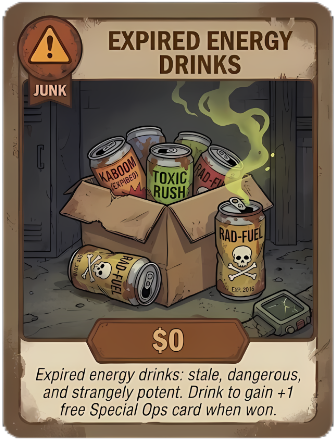 EXPIRED ENERGY
DRINKS
JUNK
KABOOM
(EXPIRED)
TOXIC
RUSH
RAD-FUEL
RAD-FUEL
$0
Expired energy drinks: stale, dangerous,
and strangely potent. Drink to gain +1
free Special Ops card when won.